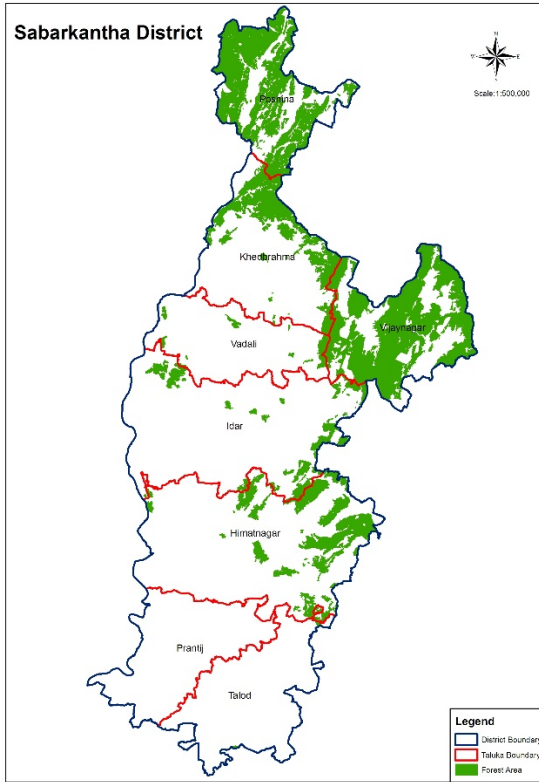 Sabarkantha District
N
W
E
S
Scale:1:500,000
Poshina
Khedbrahma
Vijaynagar
Vadali
Idar
Himatnagar
Prantij
Talod
Legend
District Boundary
Taluka Boundary
Forest Area